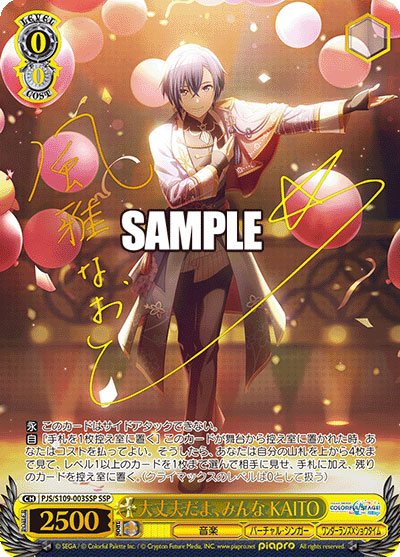 LEVEL
0
0
COST
風雅なおと
SAMPLE
永 このカードはサイドアタックできない。
自 [手札を1枚控え室に置く] このカードが舞台から控え室に置かれた時、あ
なたはコストを払ってよい。そうしたら、あなたは自分の山札を上から4枚ま
で見て、レベル1以上のカードを1枚まで選んで相手に見せ、手札に加え、残り
のカードを控え室に置く。(クライマックスのレベルは0として扱う)
CH PJS/S109-003SSP SSP
大丈夫だよ、みんな KAITO
2500
音楽
バーチャル・シンガー
ワンダーランズ×ショウタイム
© SEGA / © Colorful Palette Inc. / © Crypton Future Media, INC. www.piapro.net piapro All rights reserved.